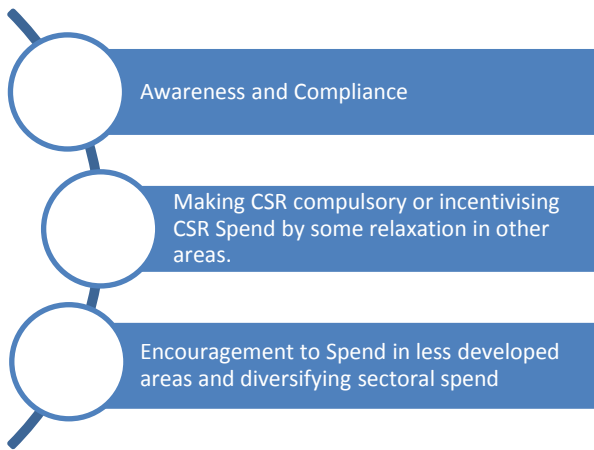 Awareness and Compliance
Making CSR compulsory or incentivising
CSR Spend by some relaxation in other
areas.
Encouragement to Spend in less developed
areas and diversifying sectoral spend